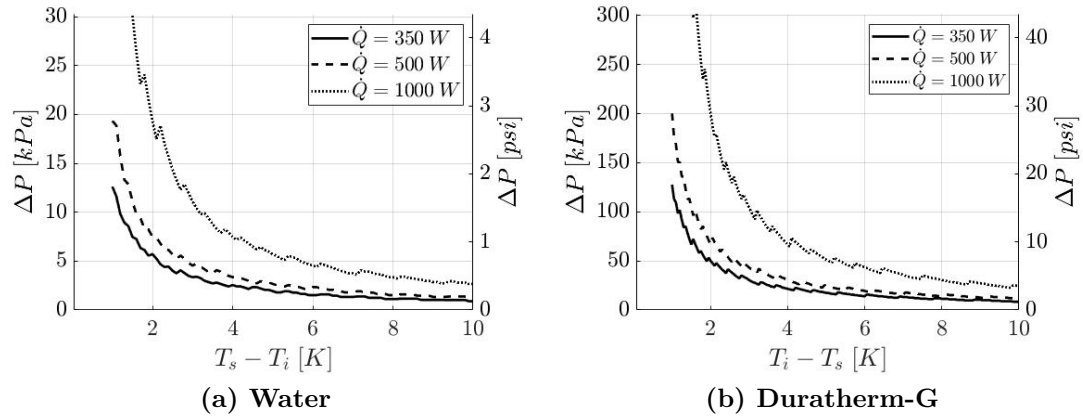 30
25
20
15
10
5
0
ΔP [kPa]
Q̇ = 350 W
Q̇ = 500 W
Q̇ = 1000 W
4
3
2
1
0
ΔP [psi]
2 4 6 8 10
T_s − T_i [K]
(a) Water
300
250
200
150
100
50
0
ΔP [kPa]
Q̇ = 350 W
Q̇ = 500 W
Q̇ = 1000 W
40
30
20
10
0
ΔP [psi]
2 4 6 8 10
T_i − T_s [K]
(b) Duratherm-G